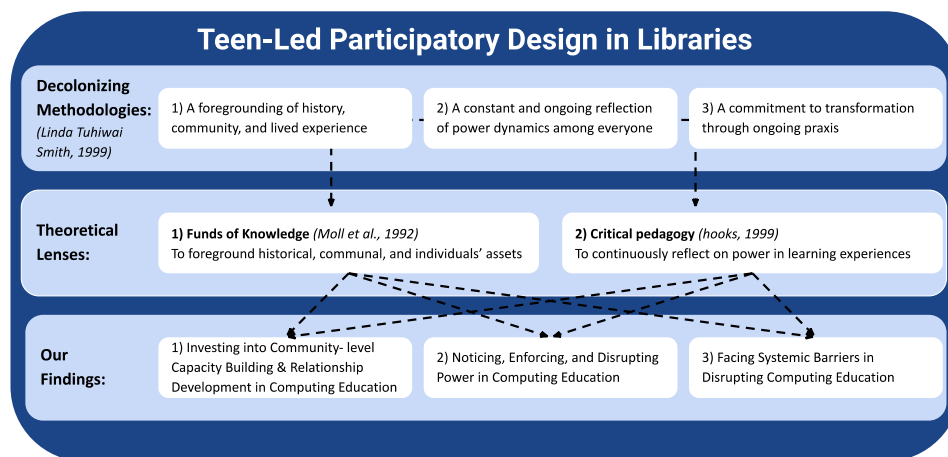 Teen-Led Participatory Design in Libraries
Decolonizing
Methodologies:
(Linda Tuhiwai
Smith, 1999)
1) A foregrounding of history,
community, and lived experience
2) A constant and ongoing reflection
of power dynamics among everyone
3) A commitment to transformation
through ongoing praxis
Theoretical
Lenses:
1) Funds of Knowledge (Moll et al., 1992)
To foreground historical, communal, and individuals’ assets
2) Critical pedagogy (hooks, 1999)
To continuously reflect on power in learning experiences
Our
Findings:
1) Investing into Community- level
Capacity Building & Relationship
Development in Computing Education
2) Noticing, Enforcing, and Disrupting
Power in Computing Education
3) Facing Systemic Barriers in
Disrupting Computing Education